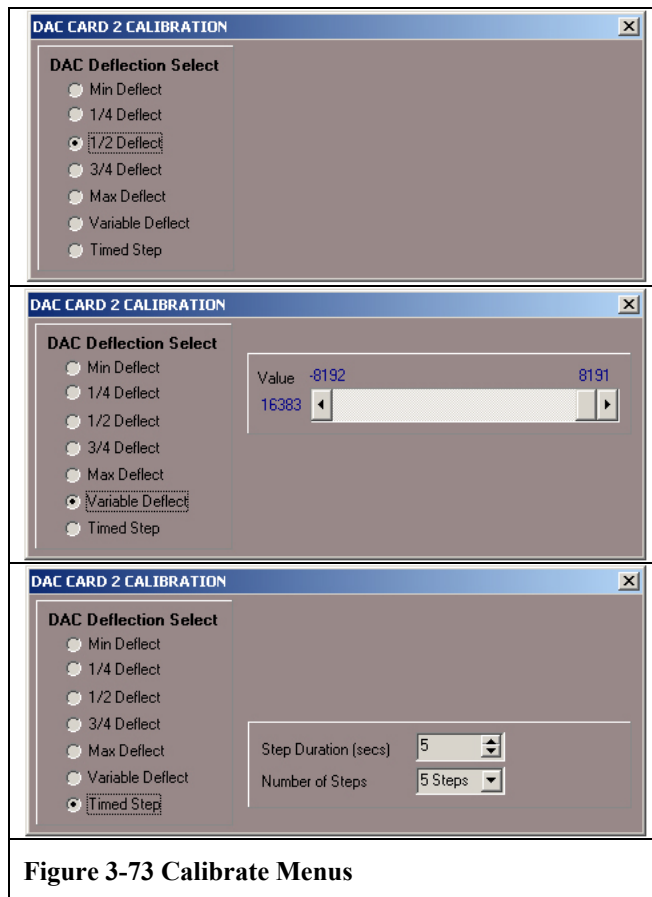 DAC CARD 2 CALIBRATION
DAC Deflection Select
Min Deflect
1/4 Deflect
1/2 Deflect
3/4 Deflect
Max Deflect
Variable Deflect
Timed Step
DAC CARD 2 CALIBRATION
DAC Deflection Select
Min Deflect
1/4 Deflect
1/2 Deflect
3/4 Deflect
Max Deflect
Variable Deflect
Timed Step
Value -8192 8191
16383
DAC CARD 2 CALIBRATION
DAC Deflection Select
Min Deflect
1/4 Deflect
1/2 Deflect
3/4 Deflect
Max Deflect
Variable Deflect
Timed Step
Step Duration (secs) 5
Number of Steps 5 Steps
Figure 3-73 Calibrate Menus